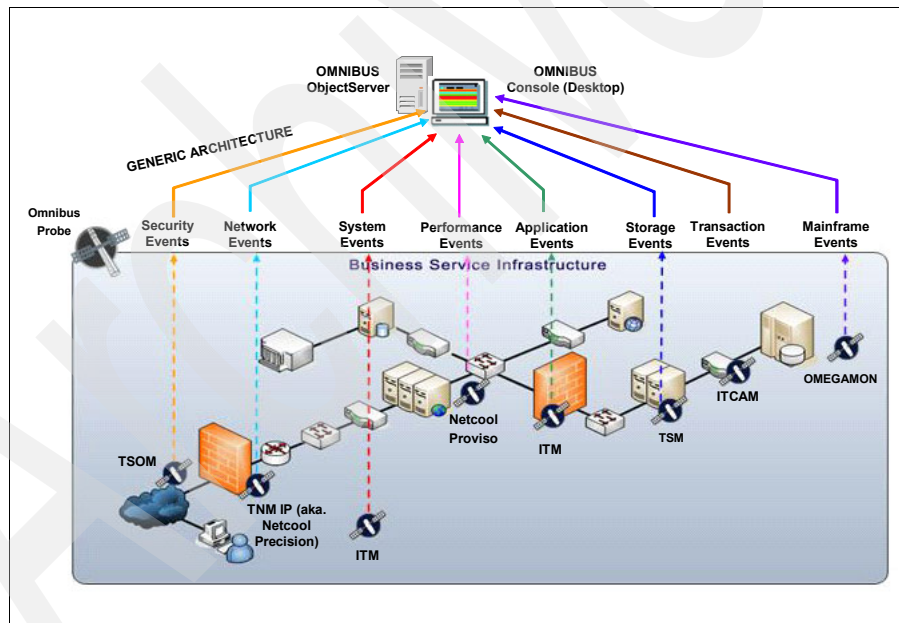 OMNIBUS
ObjectServer
OMNIBUS
Console (Desktop)
GENERIC ARCHITECTURE
Omnibus
Probe
Security
Events
Network
Events
System
Events
Performance
Events
Application
Events
Storage
Events
Transaction
Events
Mainframe
Events
Business Service Infrastructure
OMEGAMON
ITCAM
Netcool
Proviso
ITM
TSM
TSOM
TNM IP (aka.
Netcool
Precision)
ITM